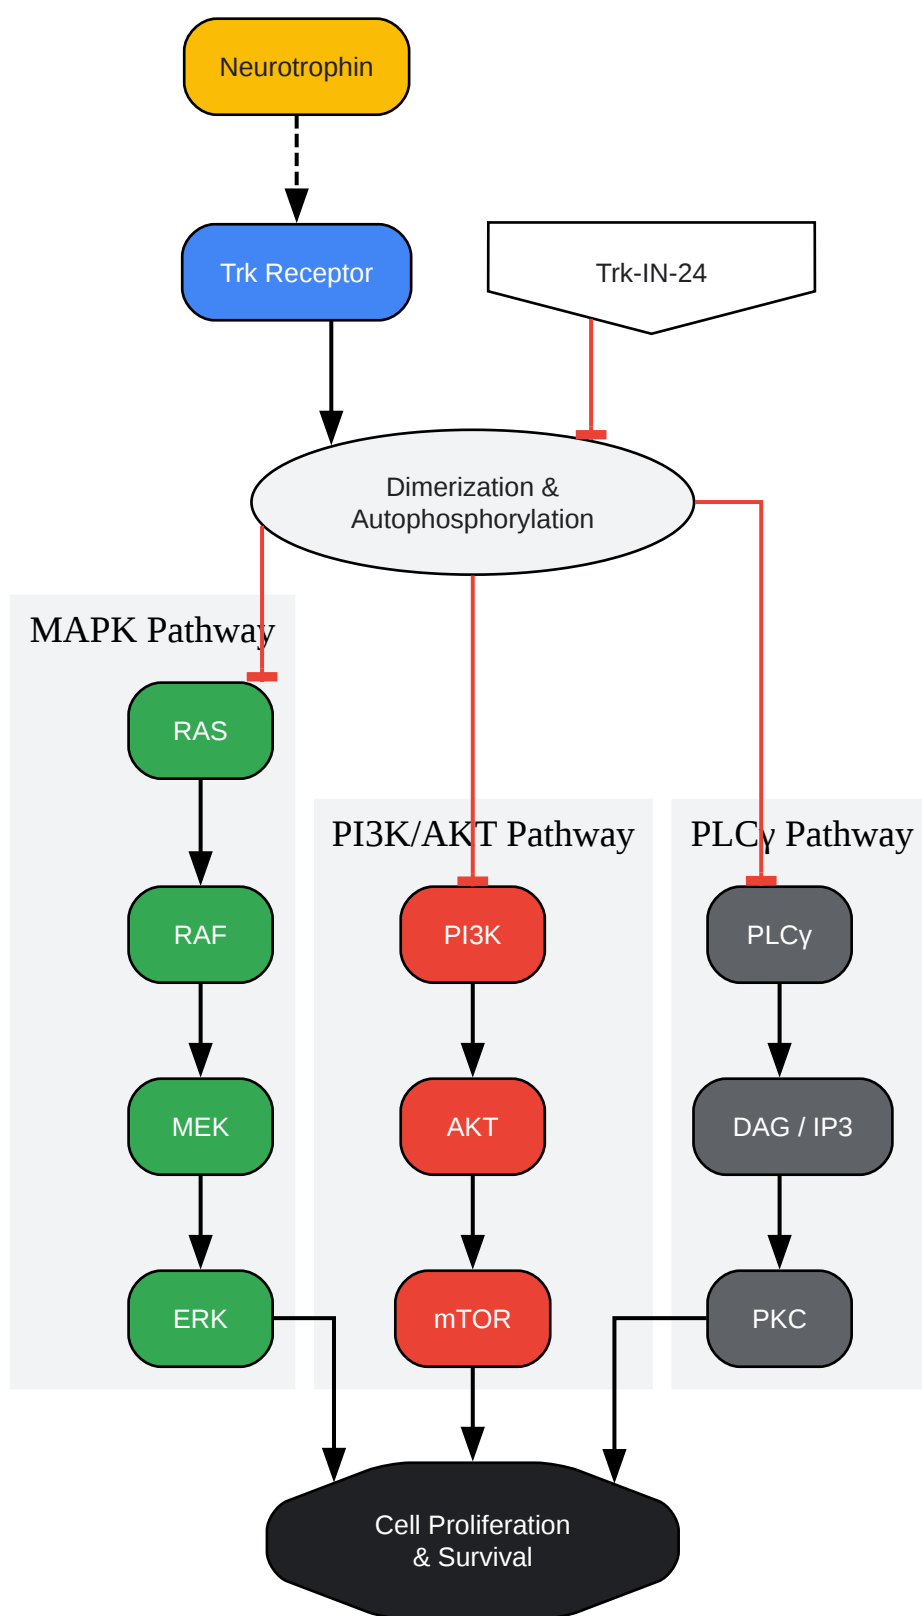 Neurotrophin
Trk Receptor
Trk-IN-24
Dimerization &
Autophosphorylation
MAPK Pathway
RAS
RAF
MEK
ERK
PI3K/AKT Pathway
PI3K
AKT
mTOR
PLCγ Pathway
PLCγ
DAG / IP3
PKC
Cell Proliferation
& Survival